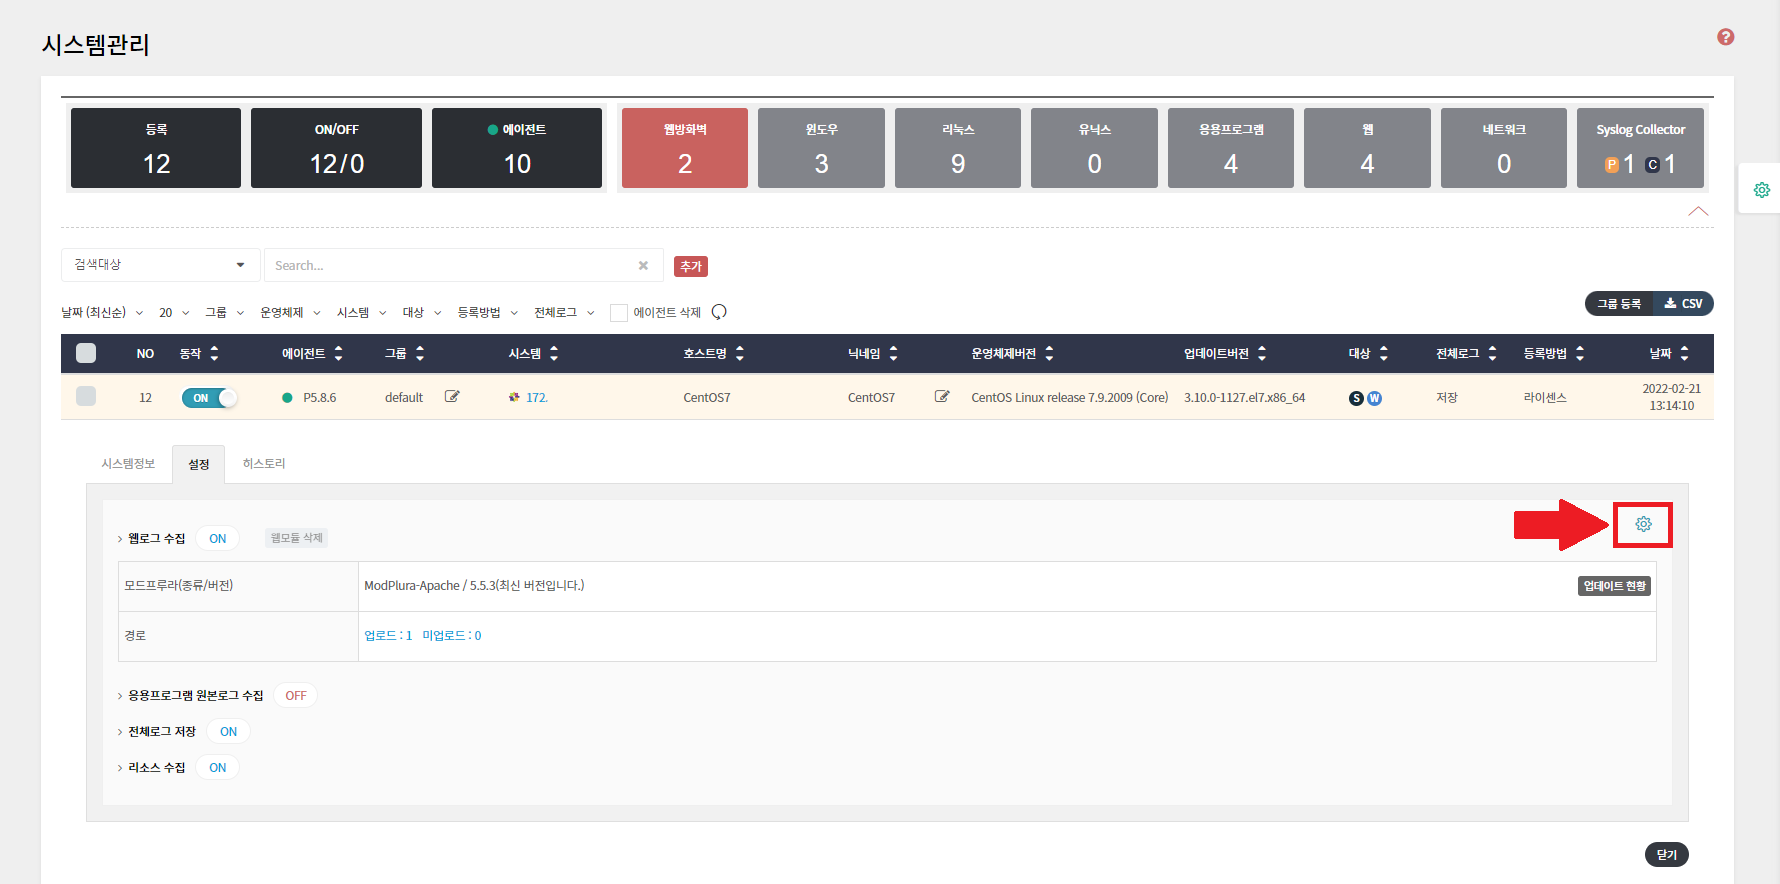 시스템관리
등록 ON/OFF 에이전트 웹방화벽 윈도우 리눅스 유닉스 응용프로그램 웹 네트워크 Syslog Collector
12 12/0 10 2 3 9 0 4 4 0 P 1 C 1
검색대상 Search... 추가
날짜 (최신순) 20 그룹 운영체제 시스템 대상 등록방법 전체로그 에이전트 삭제 그룹 등록 CSV
NO 동작 에이전트 그룹 시스템 호스트명 닉네임 운영체제버전 업데이트버전 대상 전체로그 등록방법 날짜
12 ON P5.8.6 default 172. CentOS7 CentOS7 CentOS Linux release 7.9.2009 (Core) 3.10.0-1127.el7.x86_64 S W 저장 라이센스 2022-02-21
13:14:10
시스템정보 설정 히스토리
웹로그 수집 ON 웹모듈 삭제
모드프루라(종류/버전) ModPlura-Apache / 5.5.3(최신 버전입니다.) 업데이트 현황
경로 업로드 : 1 미업로드 : 0
응용프로그램 원본로그 수집 OFF
전체로그 저장 ON
리소스 수집 ON
닫기